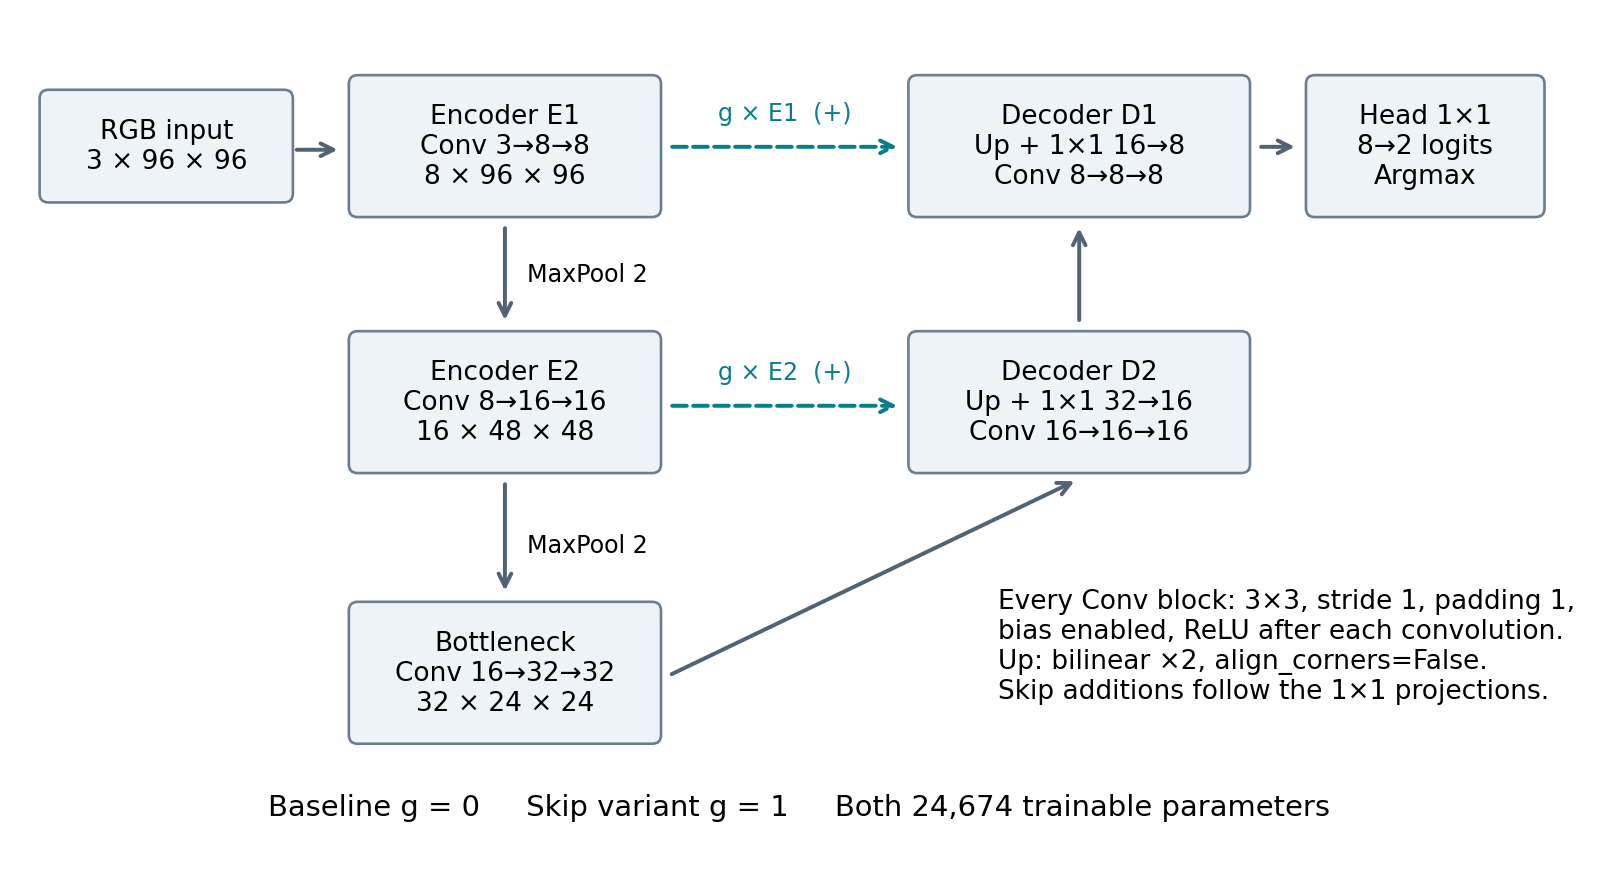 RGB input
3 × 96 × 96
Encoder E1
Conv 3→8→8
8 × 96 × 96
g × E1 (+)
Decoder D1
Up + 1×1 16→8
Conv 8→8→8
Head 1×1
8→2 logits
Argmax
MaxPool 2
Encoder E2
Conv 8→16→16
16 × 48 × 48
g × E2 (+)
Decoder D2
Up + 1×1 32→16
Conv 16→16→16
MaxPool 2
Bottleneck
Conv 16→32→32
32 × 24 × 24
Every Conv block: 3×3, stride 1, padding 1,
bias enabled, ReLU after each convolution.
Up: bilinear ×2, align_corners=False.
Skip additions follow the 1×1 projections.
Baseline g = 0 Skip variant g = 1 Both 24,674 trainable parameters